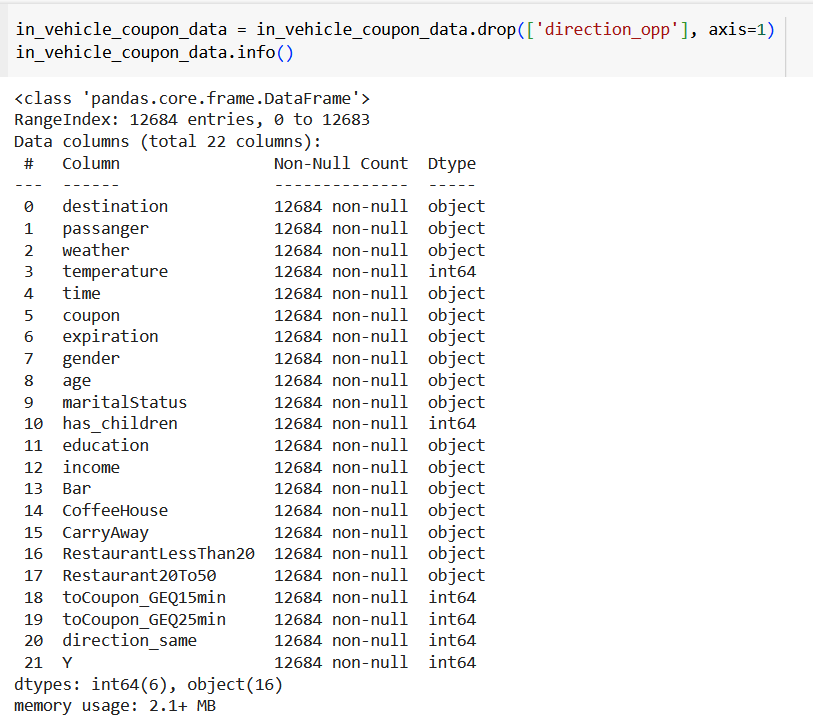 in_vehicle_coupon_data = in_vehicle_coupon_data.drop(['direction_opp'], axis=1)
in_vehicle_coupon_data.info()
<class 'pandas.core.frame.DataFrame'>
RangeIndex: 12684 entries, 0 to 12683
Data columns (total 22 columns):
 #   Column                Non-Null Count  Dtype
---  ------                --------------  -----
 0   destination           12684 non-null  object
 1   passanger             12684 non-null  object
 2   weather               12684 non-null  object
 3   temperature           12684 non-null  int64
 4   time                  12684 non-null  object
 5   coupon                12684 non-null  object
 6   expiration            12684 non-null  object
 7   gender                12684 non-null  object
 8   age                   12684 non-null  object
 9   maritalStatus         12684 non-null  object
 10  has_children          12684 non-null  int64
 11  education             12684 non-null  object
 12  income                12684 non-null  object
 13  Bar                   12684 non-null  object
 14  CoffeeHouse           12684 non-null  object
 15  CarryAway             12684 non-null  object
 16  RestaurantLessThan20  12684 non-null  object
 17  Restaurant20To50      12684 non-null  object
 18  toCoupon_GEQ15min     12684 non-null  int64
 19  toCoupon_GEQ25min     12684 non-null  int64
 20  direction_same        12684 non-null  int64
 21  Y                     12684 non-null  int64
dtypes: int64(6), object(16)
memory usage: 2.1+ MB